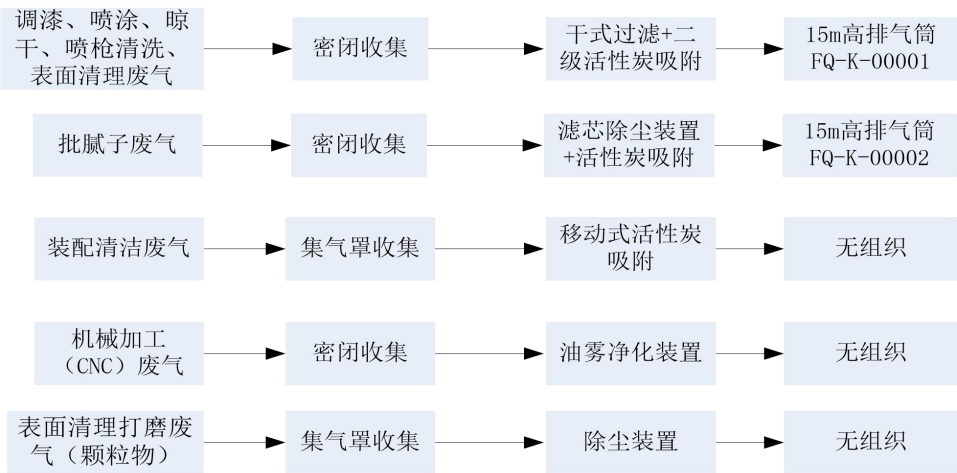 调漆、喷涂、晾
干、喷枪清洗、
表面清理废气
密闭收集
干式过滤+二
级活性炭吸附
15m高排气筒
FQ-K-00001
批腻子废气
密闭收集
滤芯除尘装置
+活性炭吸附
15m高排气筒
FQ-K-00002
装配清洁废气
集气罩收集
移动式活性炭
吸附
无组织
机械加工
（CNC）废气
密闭收集
油雾净化装置
无组织
表面清理打磨废
气（颗粒物）
集气罩收集
除尘装置
无组织